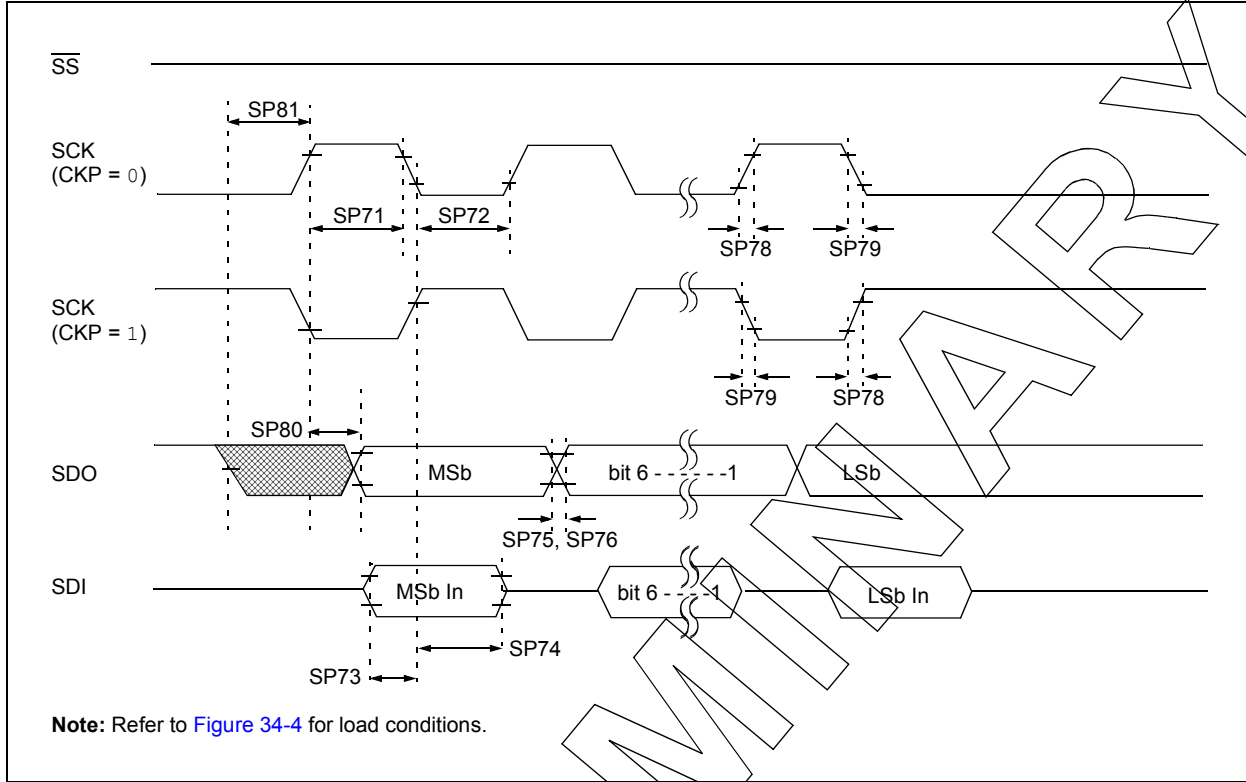 SS
SP81
SCK
(CKP = 0)
SP71
SP72
SP78
SP79
SCK
(CKP = 1)
SP79
SP78
SP80
SDO
MSb
bit 6 - - - - - - -1
LSb
SP75, SP76
SDI
MSb In
bit 6 - - - - -1
LSb In
SP74
SP73
Note: Refer to Figure 34-4 for load conditions.
MINARY